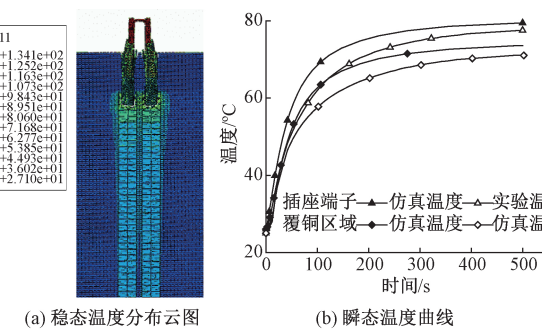 11
+1.341e+02
+1.252e+02
+1.163e+02
+1.073e+02
+9.843e+01
+8.951e+01
+8.060e+01
+7.168e+01
+6.277e+01
+5.385e+01
+4.493e+01
+3.602e+01
+2.710e+01
(a) 稳态温度分布云图
80
60
40
20
温度/°C
插座端子 仿真温度 实验温
覆铜区域 仿真温度 仿真温
0 100 200 300 400 500
时间/s
(b) 瞬态温度曲线